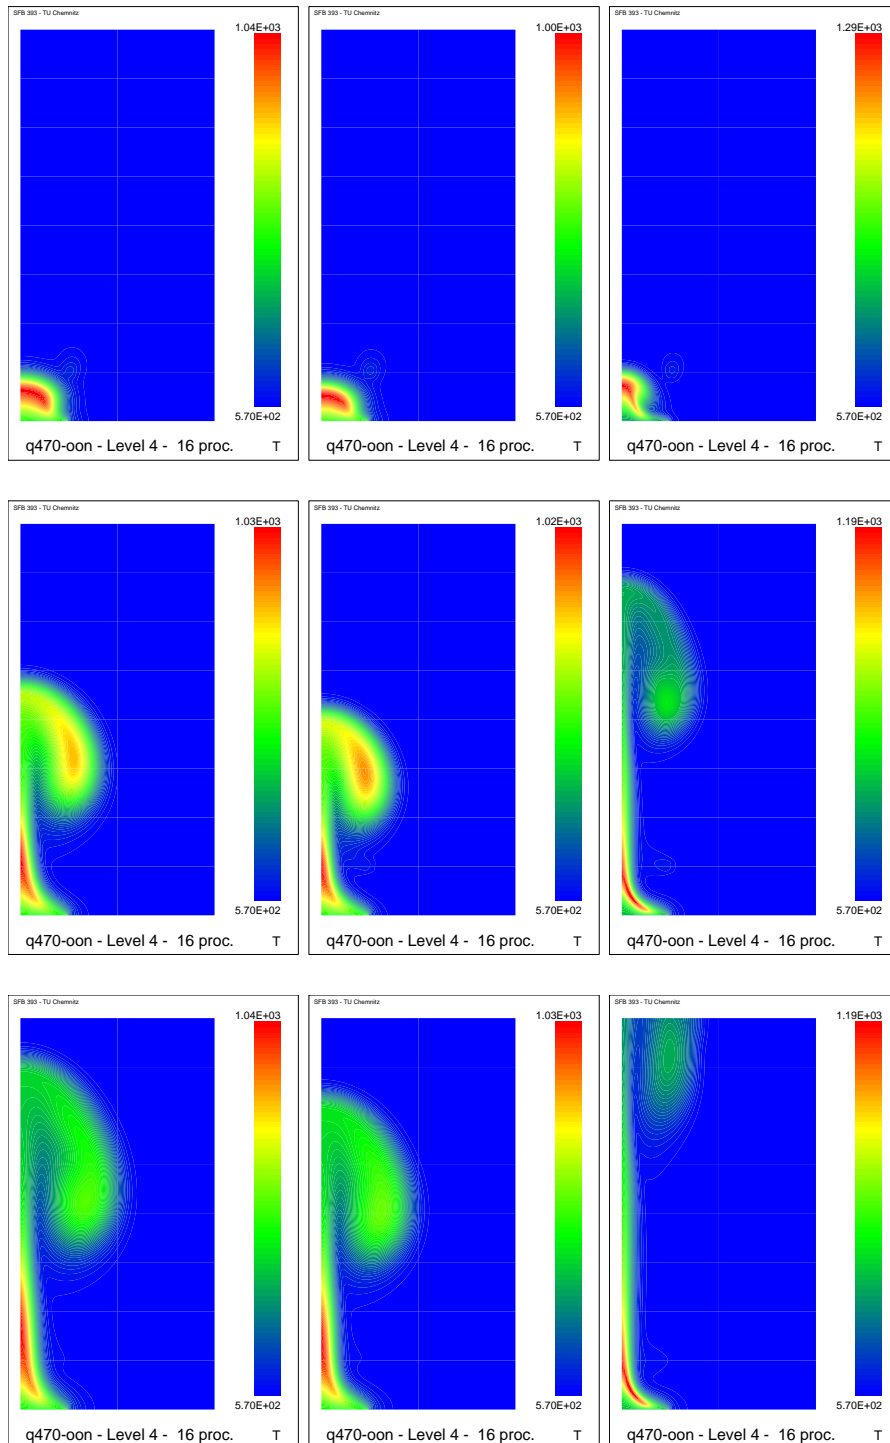 SFB 393 - TU Chemnitz
1.04E+03
5.70E+02
q470-oon - Level 4 - 16 proc. T
SFB 393 - TU Chemnitz
1.00E+03
5.70E+02
q470-oon - Level 4 - 16 proc. T
SFB 393 - TU Chemnitz
1.29E+03
5.70E+02
q470-oon - Level 4 - 16 proc. T
SFB 393 - TU Chemnitz
1.03E+03
5.70E+02
q470-oon - Level 4 - 16 proc. T
SFB 393 - TU Chemnitz
1.02E+03
5.70E+02
q470-oon - Level 4 - 16 proc. T
SFB 393 - TU Chemnitz
1.19E+03
5.70E+02
q470-oon - Level 4 - 16 proc. T
SFB 393 - TU Chemnitz
1.04E+03
5.70E+02
q470-oon - Level 4 - 16 proc. T
SFB 393 - TU Chemnitz
1.03E+03
5.70E+02
q470-oon - Level 4 - 16 proc. T
SFB 393 - TU Chemnitz
1.19E+03
5.70E+02
q470-oon - Level 4 - 16 proc. T